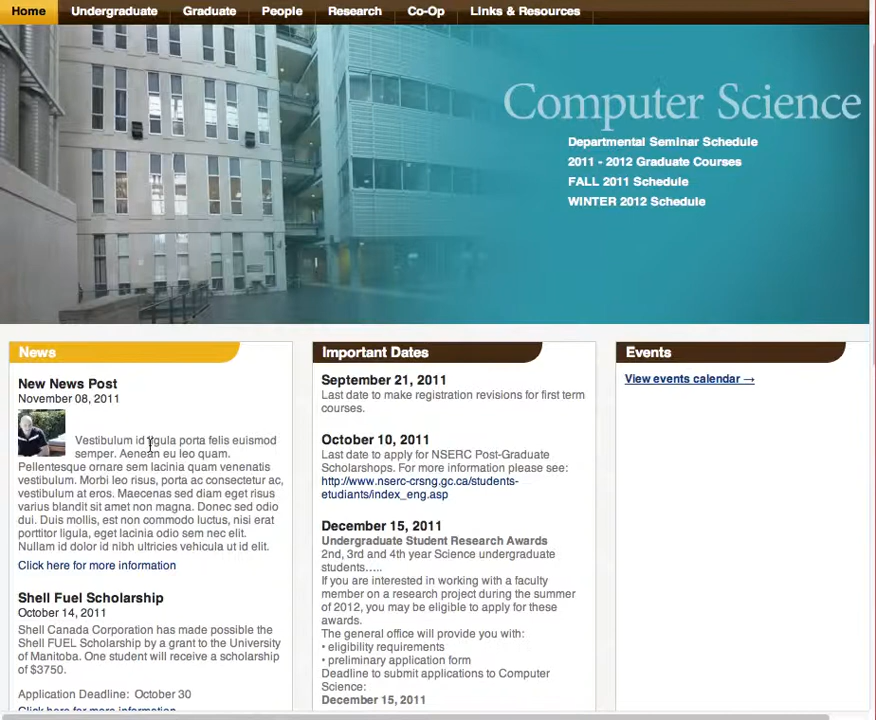 Home Undergraduate Graduate People Research Co-Op Links & Resources
Computer Science
Departmental Seminar Schedule
2011 - 2012 Graduate Courses
FALL 2011 Schedule
WINTER 2012 Schedule
News
New News Post
November 08, 2011
Vestibulum id ligula porta felis euismod
semper. Aenean eu leo quam.
Pellentesque ornare sem lacinia quam venenatis
vestibulum. Morbi leo risus, porta ac consectetur ac,
vestibulum at eros. Maecenas sed diam eget risus
varius blandit sit amet non magna. Donec sed odio
dui. Duis mollis, est non commodo luctus, nisi erat
porttitor ligula, eget lacinia odio sem nec elit.
Nullam id dolor id nibh ultricies vehicula ut id elit.
Click here for more information
Shell Fuel Scholarship
October 14, 2011
Shell Canada Corporation has made possible the
Shell FUEL Scholarship by a grant to the University
of Manitoba. One student will receive a scholarship
of $3750.
Application Deadline: October 30
Click here for more information
Important Dates
September 21, 2011
Last date to make registration revisions for first term
courses.
October 10, 2011
Last date to apply for NSERC Post-Graduate
Scholarshops. For more information please see:
http://www.nserc-crsng.gc.ca/students-
etudiants/index_eng.asp
December 15, 2011
Undergraduate Student Research Awards
2nd, 3rd and 4th year Science undergraduate
students…..
If you are interested in working with a faculty
member on a research project during the summer
of 2012, you may be eligible to apply for these
awards.
The general office will provide you with:
• eligibility requirements
• preliminary application form
Deadline to submit applications to Computer
Science:
December 15, 2011
Events
View events calendar →